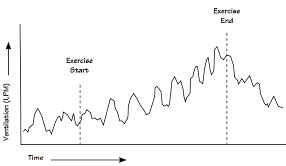 Exercise
End
Exercise
Start
Ventilation (LPM)
Time